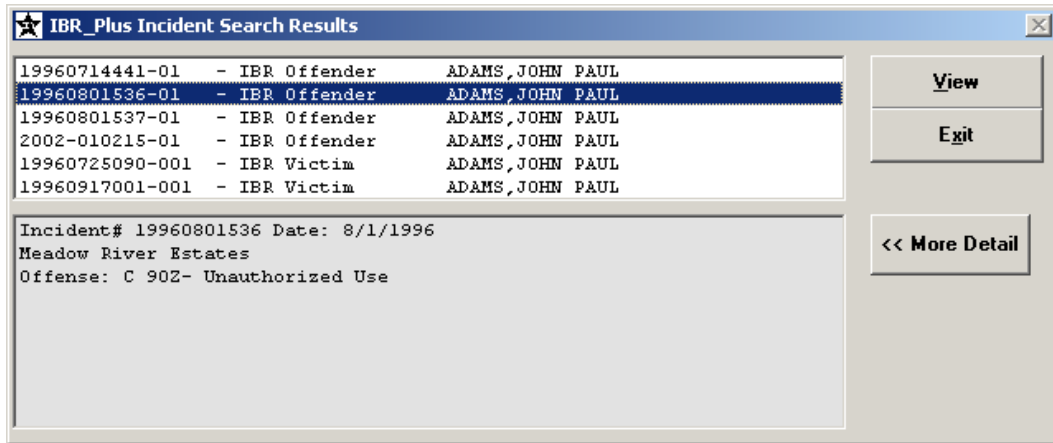 IBR_Plus Incident Search Results
19960714441-01 - IBR Offender ADAMS,JOHN PAUL
19960801536-01 - IBR Offender ADAMS,JOHN PAUL
19960801537-01 - IBR Offender ADAMS,JOHN PAUL
2002-010215-01 - IBR Offender ADAMS,JOHN PAUL
19960725090-001 - IBR Victim ADAMS,JOHN PAUL
19960917001-001 - IBR Victim ADAMS,JOHN PAUL
View
Exit
Incident# 19960801536 Date: 8/1/1996
Meadow River Estates
Offense: C 90Z- Unauthorized Use
<< More Detail